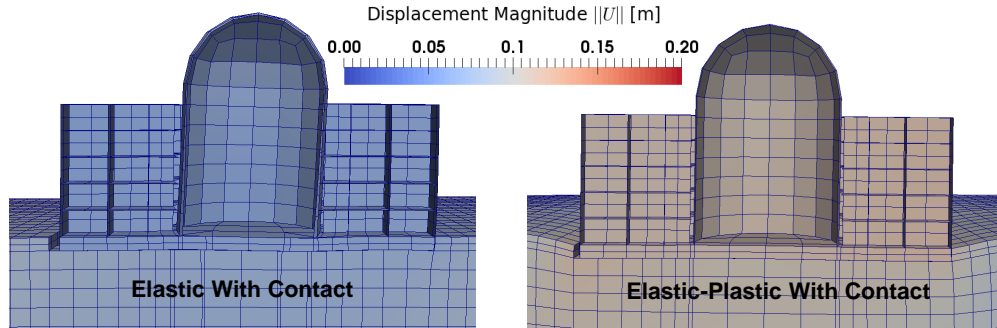 Displacement Magnitude ||U|| [m]
0.00 0.05 0.1 0.15 0.20
Elastic With Contact
Elastic-Plastic With Contact